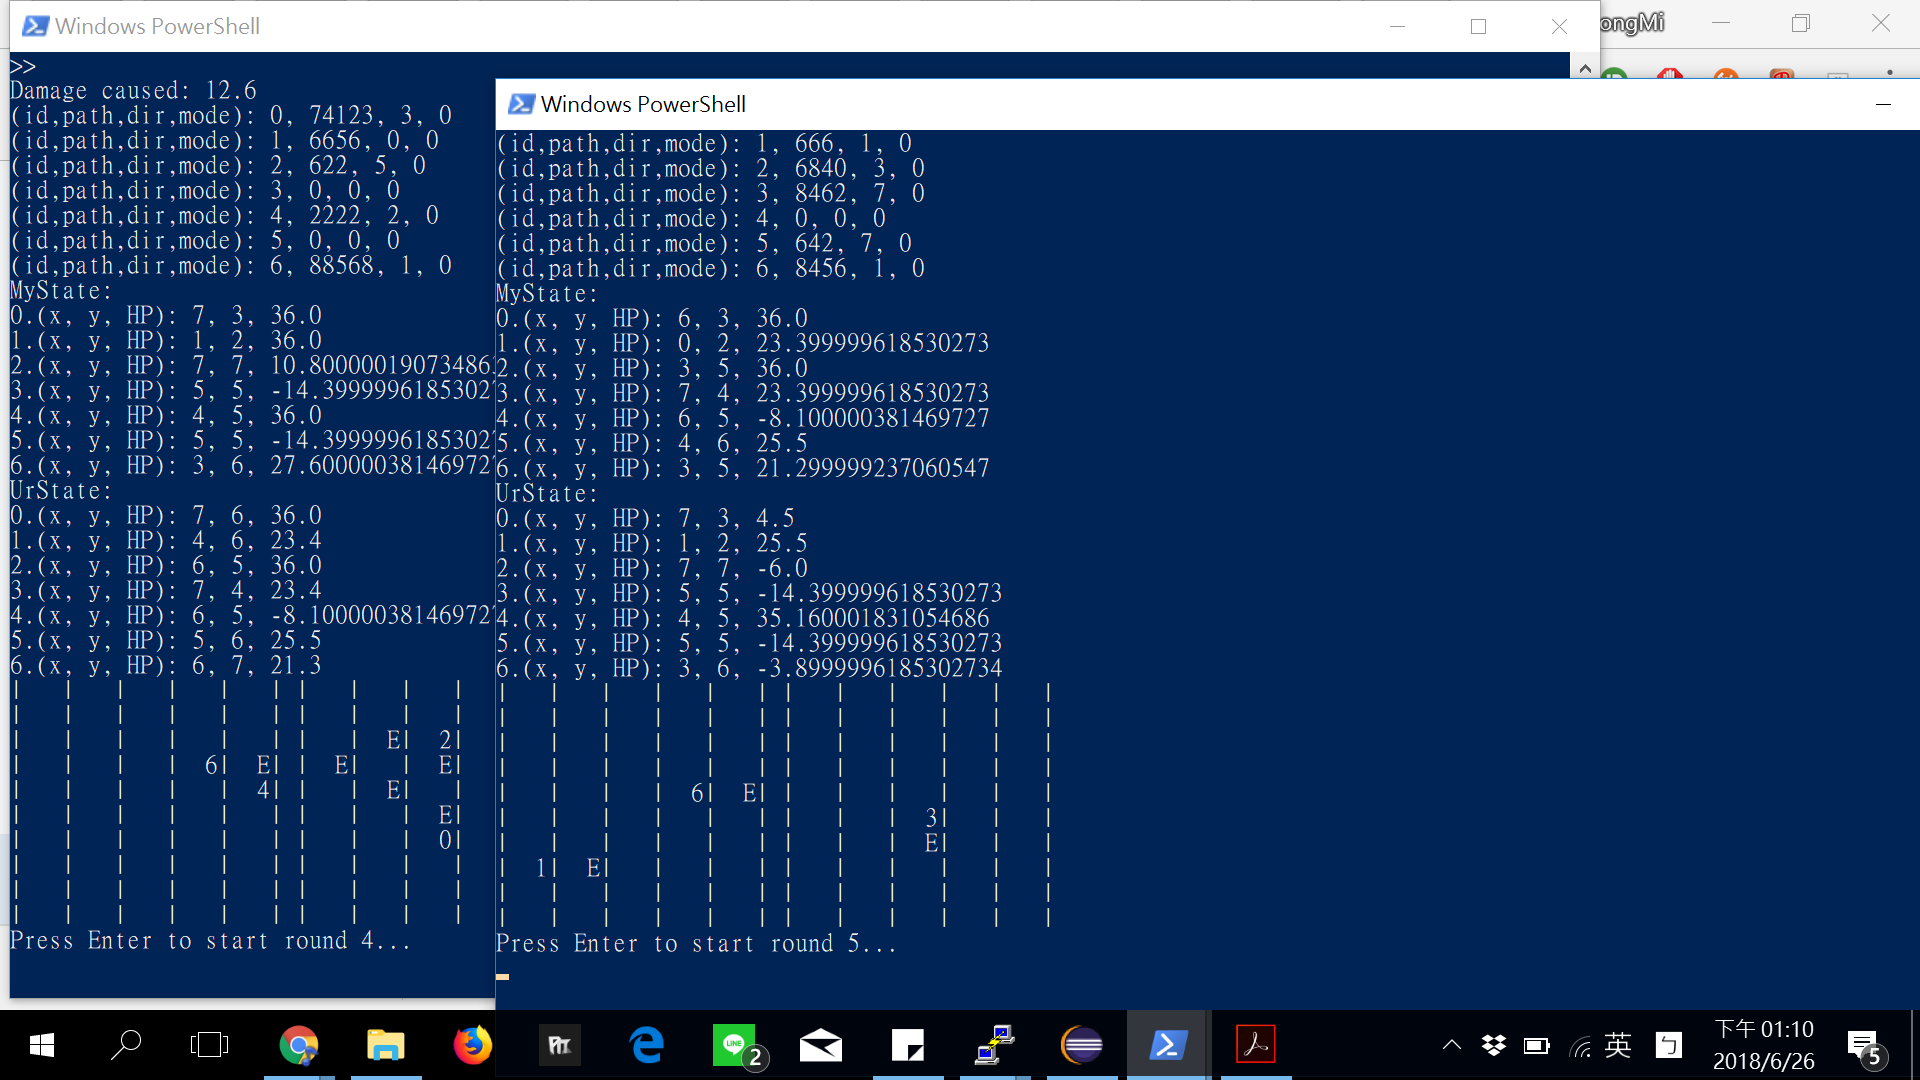 Windows PowerShell
ongMi
>>
Damage caused: 12.6
(id,path,dir,mode): 0, 74123, 3, 0
(id,path,dir,mode): 1, 6656, 0, 0
(id,path,dir,mode): 2, 622, 5, 0
(id,path,dir,mode): 3, 0, 0, 0
(id,path,dir,mode): 4, 2222, 2, 0
(id,path,dir,mode): 5, 0, 0, 0
(id,path,dir,mode): 6, 88568, 1, 0
MyState:
0.(x, y, HP): 7, 3, 36.0
1.(x, y, HP): 1, 2, 36.0
2.(x, y, HP): 7, 7, 10.80000019073486
3.(x, y, HP): 5, 5, -14.3999996185302
4.(x, y, HP): 4, 5, 36.0
5.(x, y, HP): 5, 5, -14.3999996185302
6.(x, y, HP): 3, 6, 27.60000038146972
UrState:
0.(x, y, HP): 7, 6, 36.0
1.(x, y, HP): 4, 6, 23.4
2.(x, y, HP): 6, 5, 36.0
3.(x, y, HP): 7, 4, 23.4
4.(x, y, HP): 6, 5, -8.10000038146972
5.(x, y, HP): 5, 6, 25.5
6.(x, y, HP): 6, 7, 21.3
| | | | | | | | | |
| | | | | | | | | |
| | | | | | | | E| 2|
| | | | 6| E| | E| | E|
| | | | | 4| | | E| |
| | | | | | | | | E|
| | | | | | | | | 0|
| | | | | | | | | |
| | | | | | | | | |
| | | | | | | | | |
Press Enter to start round 4...
Windows PowerShell
(id,path,dir,mode): 1, 666, 1, 0
(id,path,dir,mode): 2, 6840, 3, 0
(id,path,dir,mode): 3, 8462, 7, 0
(id,path,dir,mode): 4, 0, 0, 0
(id,path,dir,mode): 5, 642, 7, 0
(id,path,dir,mode): 6, 8456, 1, 0
MyState:
0.(x, y, HP): 6, 3, 36.0
1.(x, y, HP): 0, 2, 23.399999618530273
2.(x, y, HP): 3, 5, 36.0
3.(x, y, HP): 7, 4, 23.399999618530273
4.(x, y, HP): 6, 5, -8.100000381469727
5.(x, y, HP): 4, 6, 25.5
6.(x, y, HP): 3, 5, 21.299999237060547
UrState:
0.(x, y, HP): 7, 3, 4.5
1.(x, y, HP): 1, 2, 25.5
2.(x, y, HP): 7, 7, -6.0
3.(x, y, HP): 5, 5, -14.399999618530273
4.(x, y, HP): 4, 5, 35.160001831054686
5.(x, y, HP): 5, 5, -14.399999618530273
6.(x, y, HP): 3, 6, -3.8999996185302734
| | | | | | | | | | | |
| | | | | | | | | | | |
| | | | | | | | | | | |
| | | | | | | | | | | |
| | | | 6| E| | | | | | |
| | | | | | | | | 3| | |
| | | | | | | | | E| | |
| 1| E| | | | | | | | | |
| | | | | | | | | | | |
| | | | | | | | | | | |
Press Enter to start round 5...
LINE
2
英
ㄅ
下午 01:10
2018/6/26
5